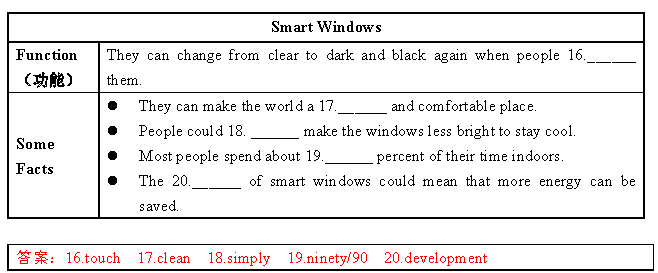 Smart Windows
Function
（功能）
They can change from clear to dark and black again when people 16.______
them.
Some
Facts
● They can make the world a 17.______ and comfortable place.
● People could 18. ______ make the windows less bright to stay cool.
● Most people spend about 19.______ percent of their time indoors.
● The 20.______ of smart windows could mean that more energy can be
saved.
答案：16.touch 17.clean 18.simply 19.ninety/90 20.development